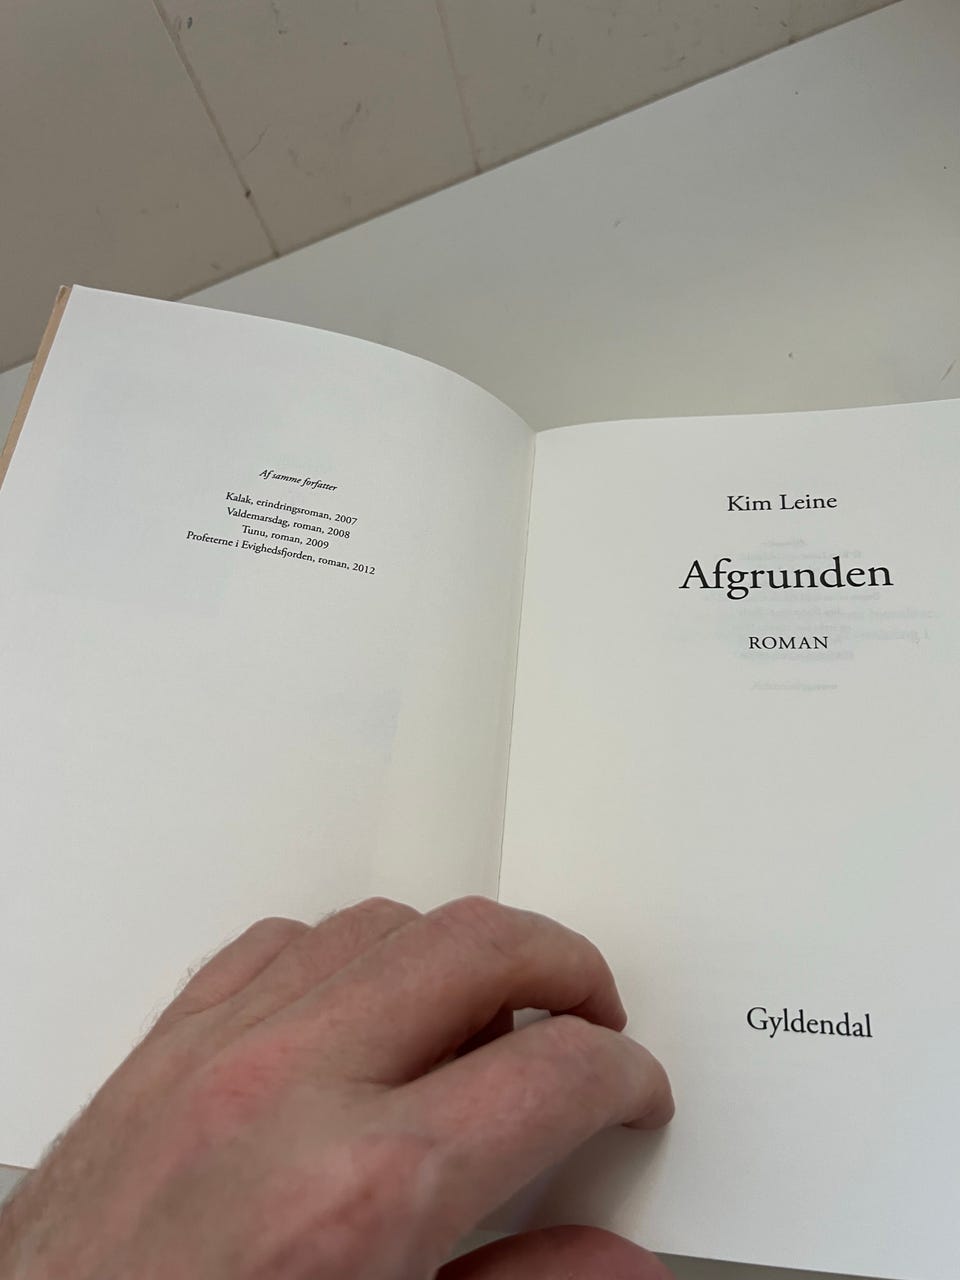 Af samme forfatter
Kalak, erindringsroman, 2007
Valdemarsdag, roman, 2008
Tunu, roman, 2009
Profeterne i Evighedsfjorden, roman, 2012
Kim Leine
Afgrunden
ROMAN
Gyldendal